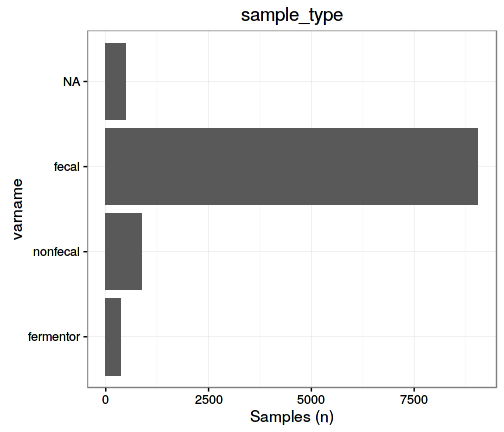 sample_type
varname
NA
fecal
nonfecal
fermentor
0 2500 5000 7500
Samples (n)